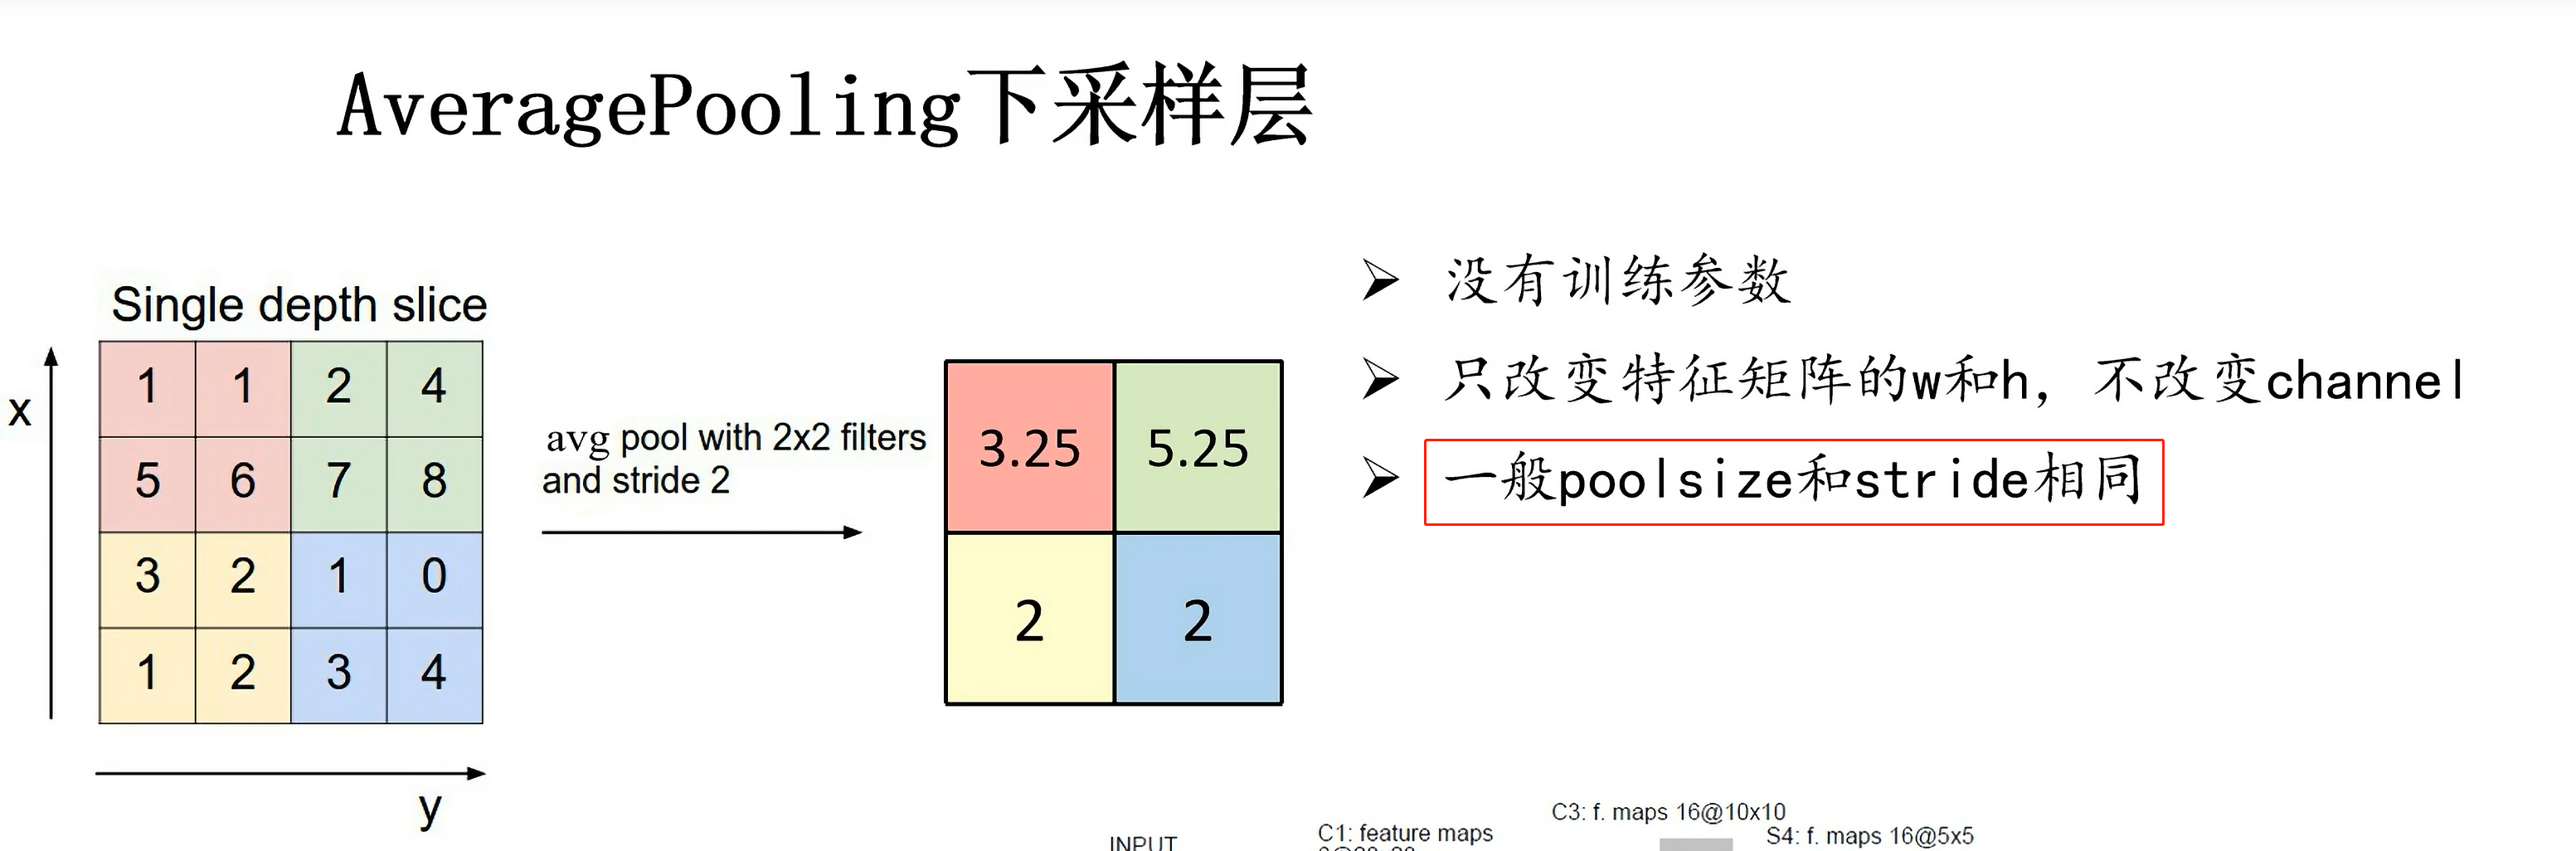 AveragePooling下采样层
Single depth slice
x
1 1 2 4
5 6 7 8
3 2 1 0
1 2 3 4
y
avg pool with 2x2 filters
and stride 2
3.25 5.25
2 2
没有训练参数
只改变特征矩阵的w和h，不改变channel
一般poolsize和stride相同
C3: f. maps 16@10x10
C1: feature maps
S4: f. maps 16@5x5
INPUT